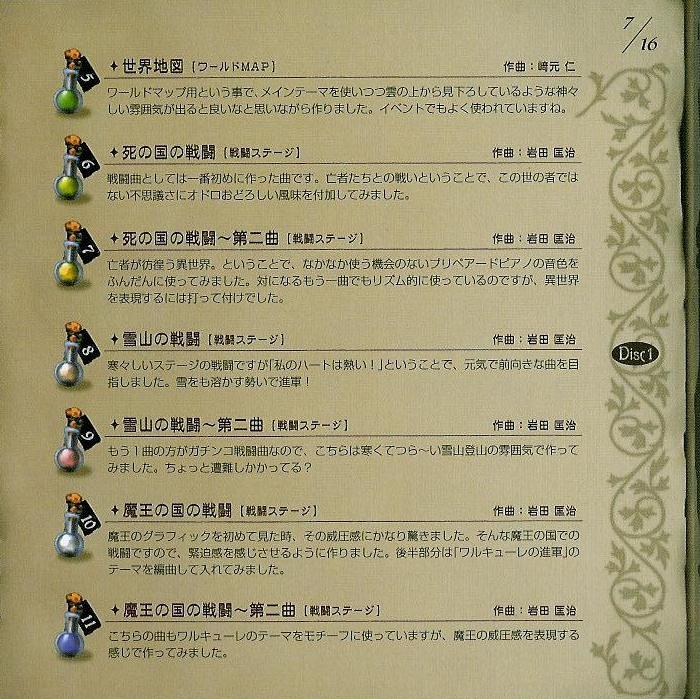 7/16
5
✦世界地図 [ワールドMAP] 作曲:﨑元 仁
ワールドマップ用という事で、メインテーマを使いつつ雲の上から見下ろしているような神々
しい雰囲気が出ると良いなと思いながら作りました。イベントでもよく使われていますね。
6
✦死の国の戦闘 [戦闘ステージ] 作曲:岩田 匡治
戦闘曲としては一番初めに作った曲です。亡者たちとの戦いということで、この世の者では
ない不思議さにオドロおどろしい風味を付加してみました。
7
✦死の国の戦闘〜第二曲 [戦闘ステージ] 作曲:岩田 匡治
亡者が彷徨う異世界。ということで、なかなか使う機会のないプリペアードピアノの音色を
ふんだんに使ってみました。対になるもう一曲でもリズム的に使っているのですが、異世界
を表現するには打って付けでした。
8
✦雪山の戦闘 [戦闘ステージ] 作曲:岩田 匡治
寒々しいステージの戦闘ですが「私のハートは熱い!」ということで、元気で前向きな曲を目
指しました。雪をも溶かす勢いで進軍!
Disc1
9
✦雪山の戦闘〜第二曲 [戦闘ステージ] 作曲:岩田 匡治
もう1曲の方がガチンコ戦闘曲なので、こちらは寒くてつら〜い雪山登山の雰囲気で作って
みました。ちょっと遭難しかかってる?
10
✦魔王の国の戦闘 [戦闘ステージ] 作曲:岩田 匡治
魔王のグラフィックを初めて見た時、その威圧感にかなり驚きました。そんな魔王の国での
戦闘ですので、緊迫感を感じさせるように作りました。後半部分は「ワルキューレの進軍」の
テーマを編曲して入れてみました。
11
✦魔王の国の戦闘〜第二曲 [戦闘ステージ] 作曲:岩田 匡治
こちらの曲もワルキューレのテーマをモチーフに使っていますが、魔王の威圧感を表現する
感じで作ってみました。